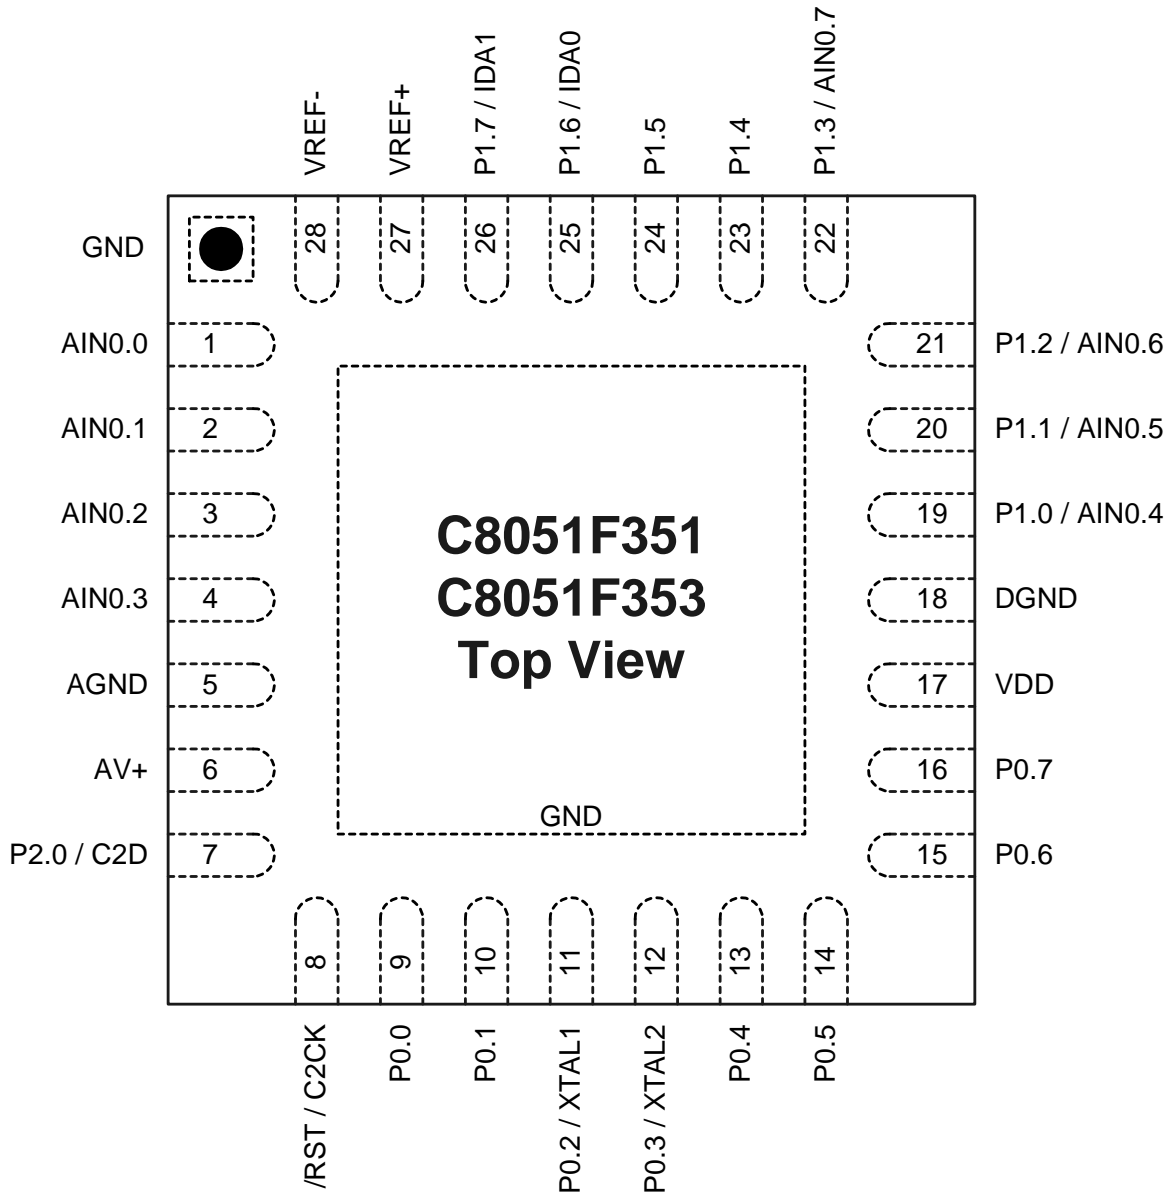 VREF-
VREF+
P1.7 / IDA1
P1.6 / IDA0
P1.5
P1.4
P1.3 / AIN0.7
28
27
26
25
24
23
22
GND
AIN0.0
1
21
P1.2 / AIN0.6
AIN0.1
2
20
P1.1 / AIN0.5
AIN0.2
3
19
P1.0 / AIN0.4
AIN0.3
4
18
DGND
AGND
5
17
VDD
AV+
6
16
P0.7
P2.0 / C2D
7
15
P0.6
C8051F351
C8051F353
Top View
GND
8
9
10
11
12
13
14
/RST / C2CK
P0.0
P0.1
P0.2 / XTAL1
P0.3 / XTAL2
P0.4
P0.5